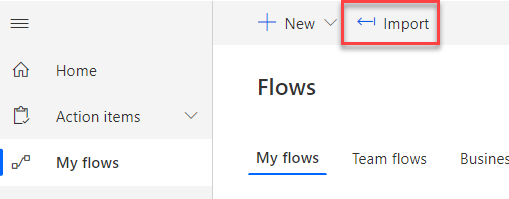 New
Import
Home
Flows
Action items
My flows
My flows
Team flows
Busines